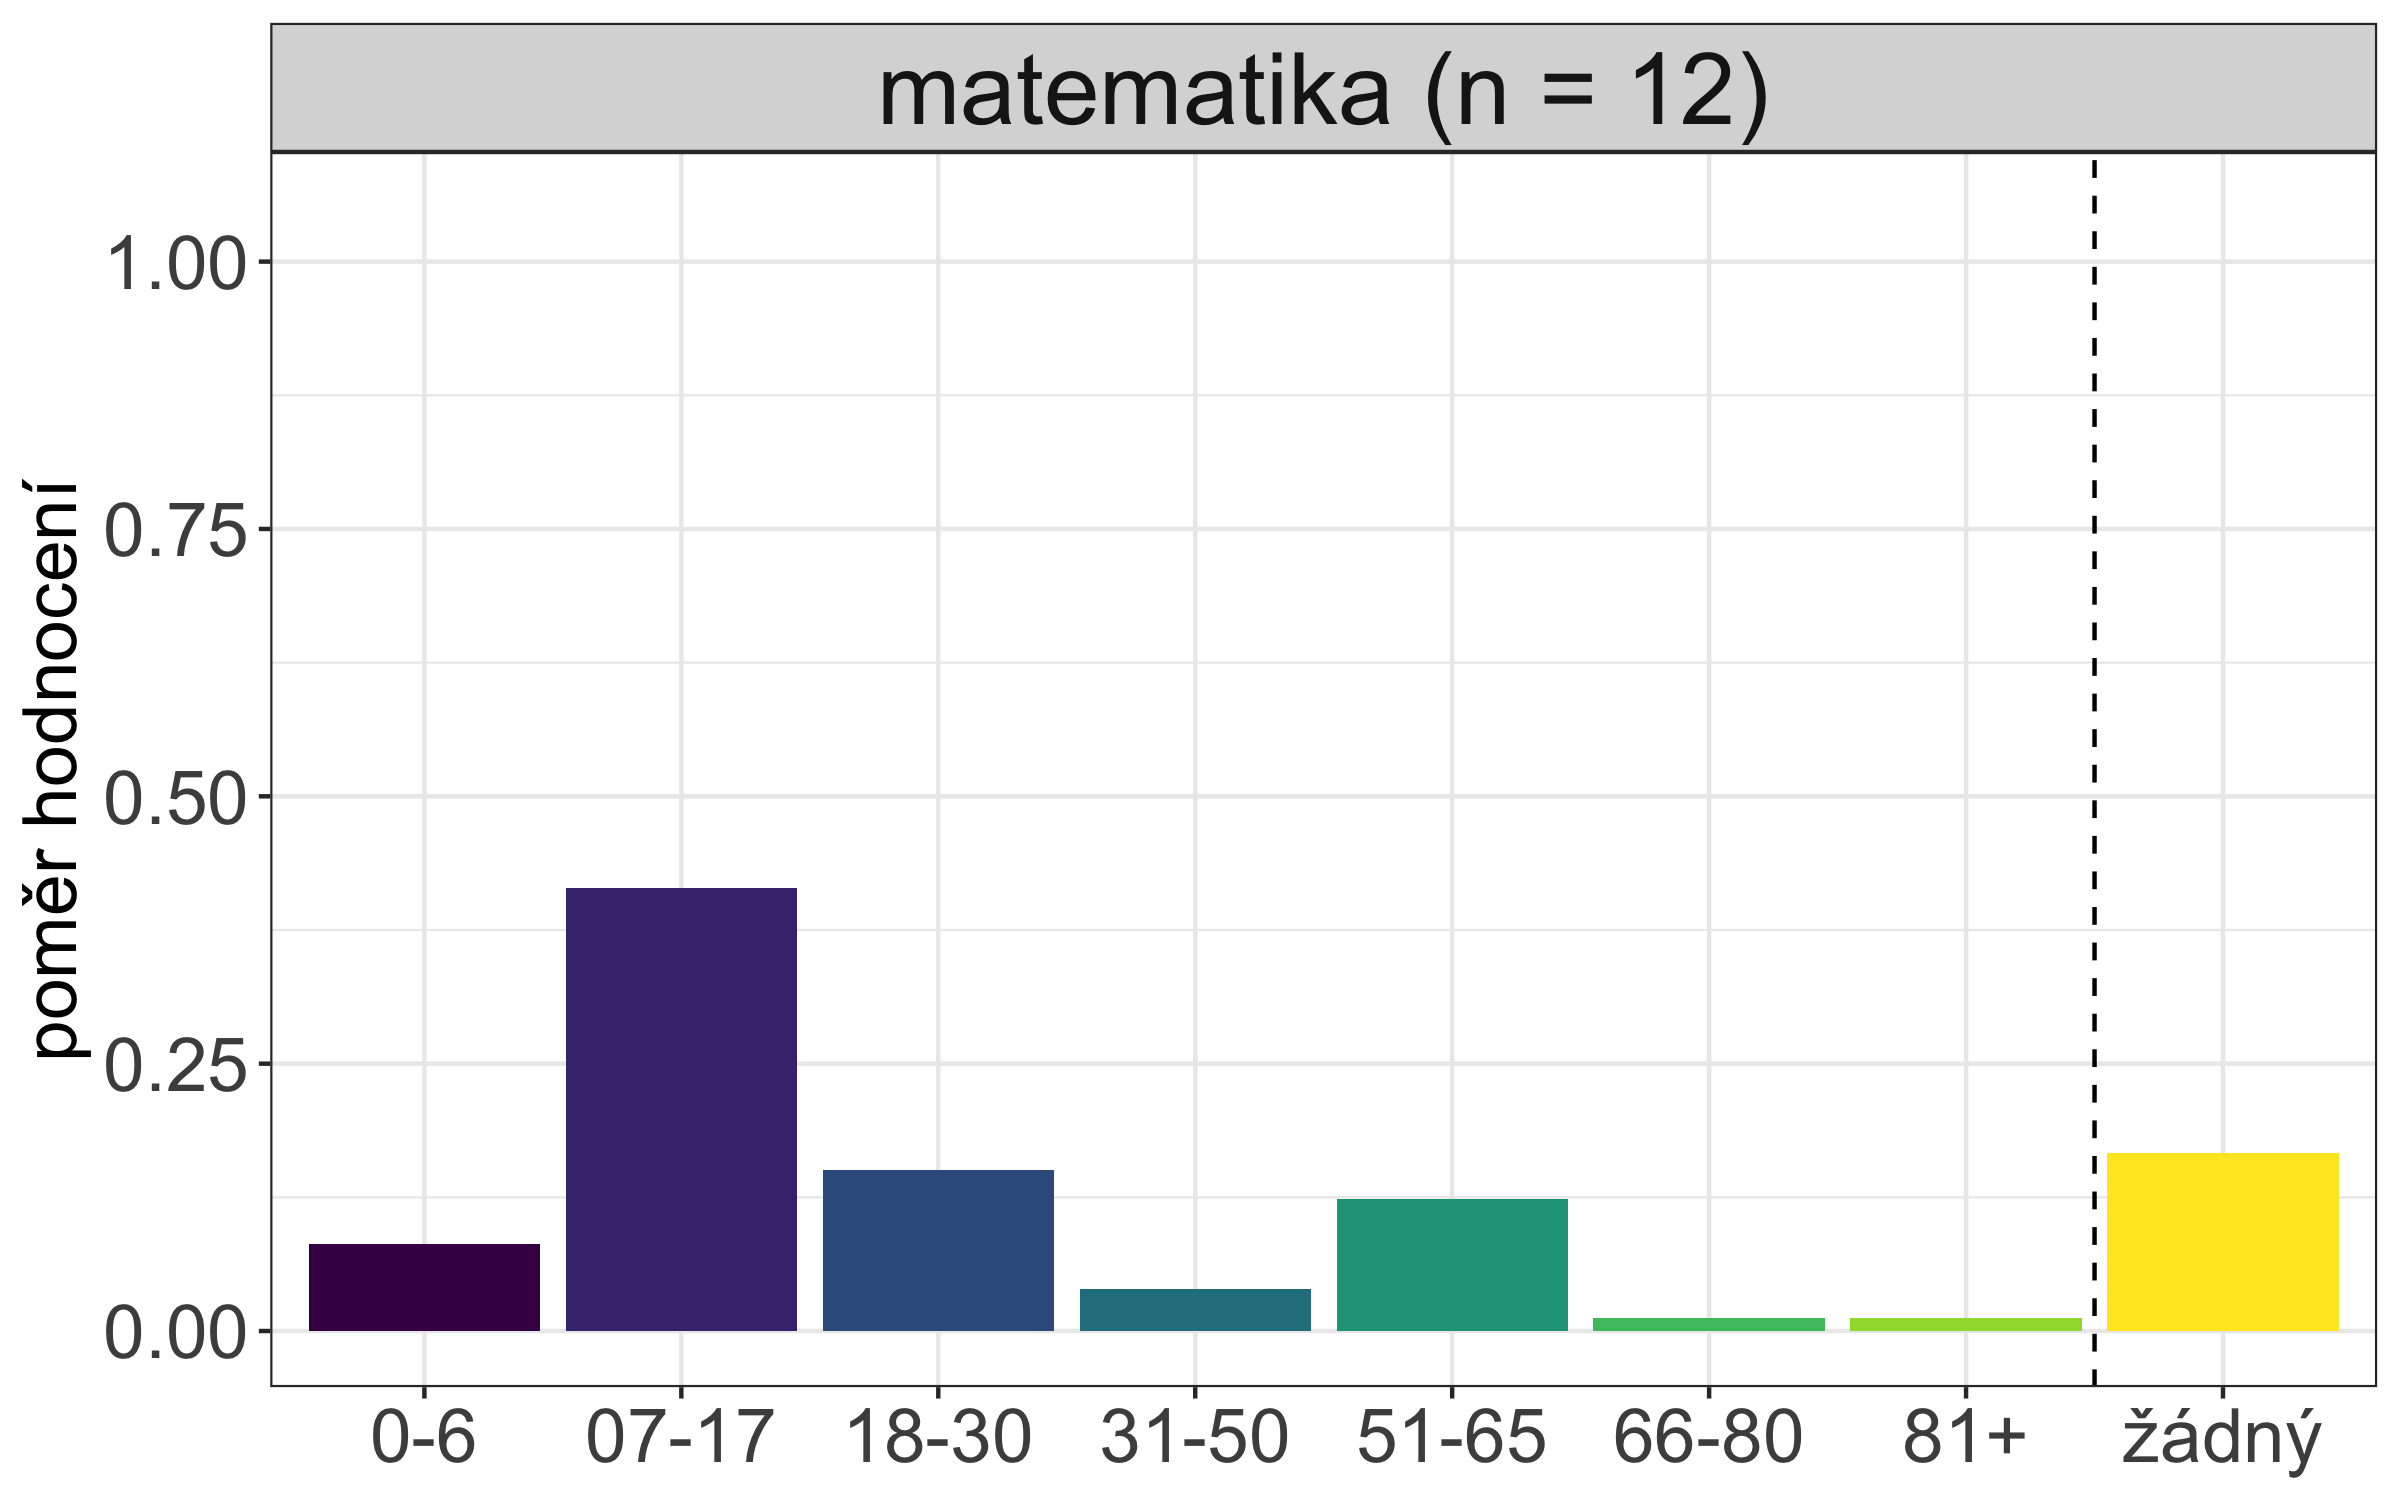 matematika (n = 12)
poměr hodnocení
1.00
0.75
0.50
0.25
0.00
0-6 07-17 18-30 31-50 51-65 66-80 81+ žádný